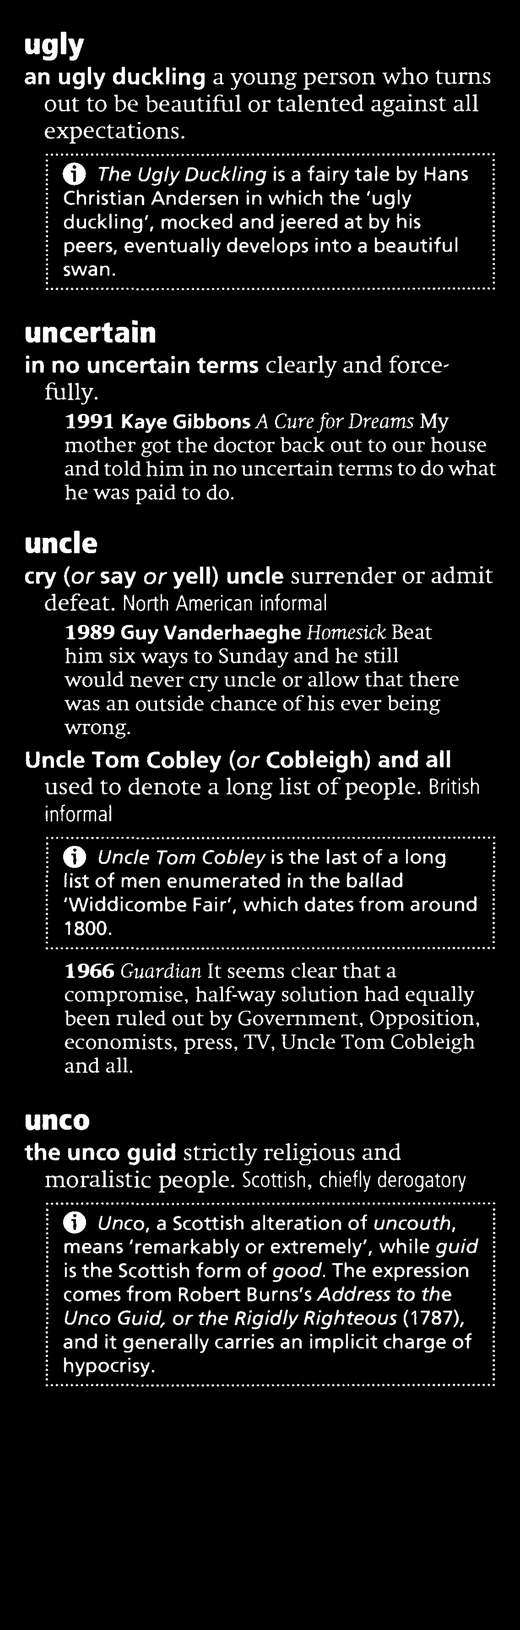 ugly
an ugly duckling a young person who turns
out to be beautiful or talented against all
expectations.
i The Ugly Duckling is a fairy tale by Hans
Christian Andersen in which the ‘ugly
duckling’, mocked and jeered at by his
peers, eventually develops into a beautiful
swan.
uncertain
in no uncertain terms clearly and force-
fully.
1991 Kaye Gibbons A Cure for Dreams My
mother got the doctor back out to our house
and told him in no uncertain terms to do what
he was paid to do.
uncle
cry (or say or yell) uncle surrender or admit
defeat. North American informal
1989 Guy Vanderhaeghe Homesick Beat
him six ways to Sunday and he still
would never cry uncle or allow that there
was an outside chance of his ever being
wrong.
Uncle Tom Cobley (or Cobleigh) and all
used to denote a long list of people. British
informal
i Uncle Tom Cobley is the last of a long
list of men enumerated in the ballad
‘Widdicombe Fair’, which dates from around
1800.
1966 Guardian It seems clear that a
compromise, half-way solution had equally
been ruled out by Government, Opposition,
economists, press, TV, Uncle Tom Cobleigh
and all.
unco
the unco guid strictly religious and
moralistic people. Scottish, chiefly derogatory
i Unco, a Scottish alteration of uncouth,
means ‘remarkably or extremely’, while guid
is the Scottish form of good. The expression
comes from Robert Burns’s Address to the
Unco Guid, or the Rigidly Righteous (1787),
and it generally carries an implicit charge of
hypocrisy.